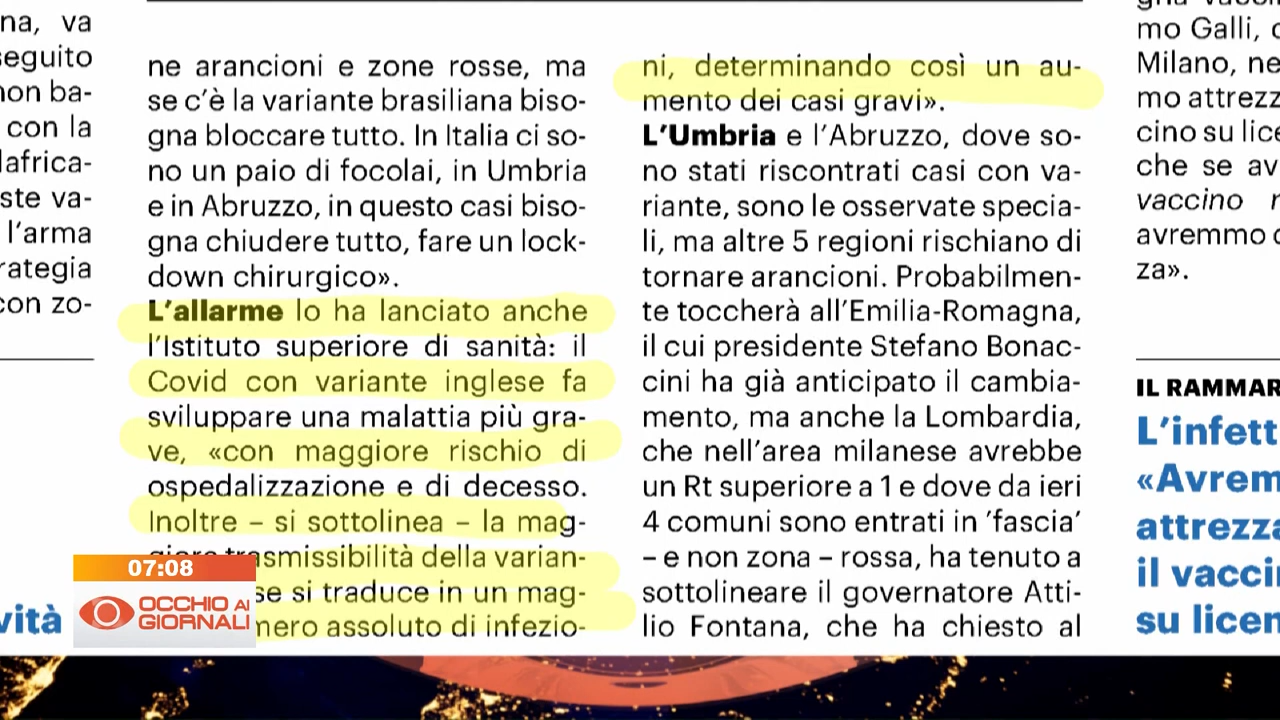 na, va
seguito
non ba-
con la
lafrica-
ste va-
l'arma
rategia
con zo-
vità
ne arancioni e zone rosse, ma
se c'è la variante brasiliana biso-
gna bloccare tutto. In Italia ci so-
no un paio di focolai, in Umbria
e in Abruzzo, in questo casi biso-
gna chiudere tutto, fare un lock-
down chirurgico».
L'allarme lo ha lanciato anche
l'Istituto superiore di sanità: il
Covid con variante inglese fa
sviluppare una malattia più gra-
ve, «con maggiore rischio di
ospedalizzazione e di decesso.
Inoltre – si sottolinea – la mag-
giore trasmissibilità della varian-
se si traduce in un mag-
mero assoluto di infezio-
ni, determinando così un au-
mento dei casi gravi».
L'Umbria e l'Abruzzo, dove so-
no stati riscontrati casi con va-
riante, sono le osservate specia-
li, ma altre 5 regioni rischiano di
tornare arancioni. Probabilmen-
te toccherà all'Emilia-Romagna,
il cui presidente Stefano Bonac-
cini ha già anticipato il cambia-
mento, ma anche la Lombardia,
che nell'area milanese avrebbe
un Rt superiore a 1 e dove da ieri
4 comuni sono entrati in 'fascia'
– e non zona – rossa, ha tenuto a
sottolineare il governatore Atti-
lio Fontana, che ha chiesto al
gna vaccin
mo Galli,
Milano, ne
mo attrezz
cino su lice
che se av
vaccino
avremmo
za».
IL RAMMAR
L'infett
«Avrem
attrezza
il vaccin
su licen
07:08
OCCHIO AI
GIORNALI